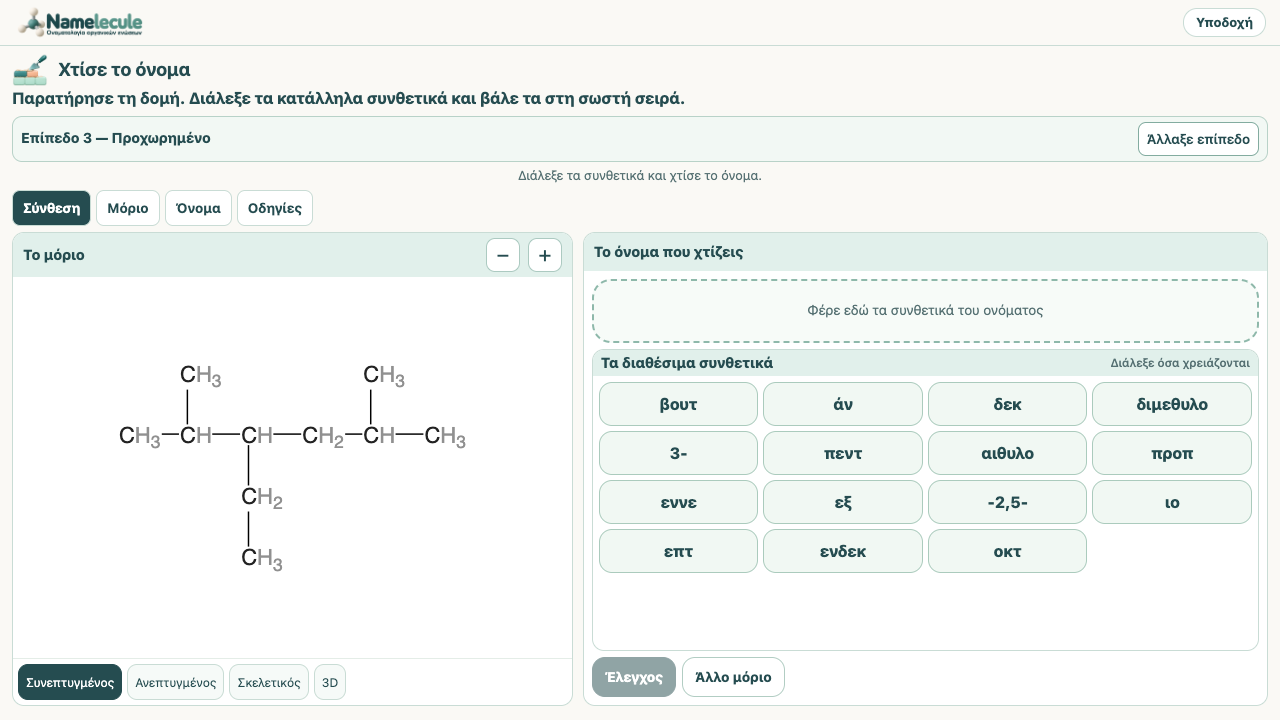 Namelecule
Ονοματολογία οργανικών ενώσεων
Υποδοχή
Χτίσε το όνομα
Παρατήρησε τη δομή. Διάλεξε τα κατάλληλα συνθετικά και βάλε τα στη σωστή σειρά.
Επίπεδο 3 — Προχωρημένο
Άλλαξε επίπεδο
Διάλεξε τα συνθετικά και χτίσε το όνομα.
Σύνθεση Μόριο Όνομα Οδηγίες
Το μόριο − +
CH3 CH3
CH3—CH—CH—CH2—CH—CH3
CH2
CH3
Συνεπτυγμένος Ανεπτυγμένος Σκελετικός 3D
Το όνομα που χτίζεις
Φέρε εδώ τα συνθετικά του ονόματος
Τα διαθέσιμα συνθετικά Διάλεξε όσα χρειάζονται
βουτ άν δεκ διμεθυλο
3- πεντ αιθυλο προπ
εννε εξ -2,5- ιο
επτ ενδεκ οκτ
Έλεγχος Άλλο μόριο